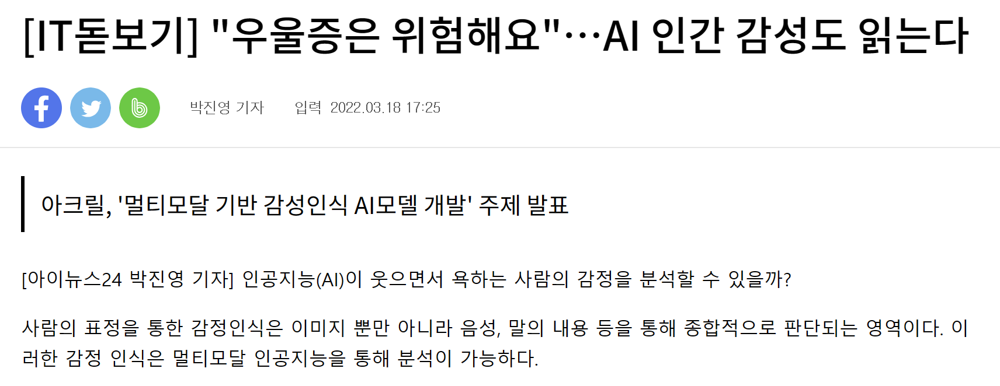 [IT돋보기] "우울증은 위험해요"…AI 인간 감성도 읽는다
박진영 기자 입력 2022.03.18 17:25
아크릴, '멀티모달 기반 감성인식 AI모델 개발' 주제 발표
[아이뉴스24 박진영 기자] 인공지능(AI)이 웃으면서 욕하는 사람의 감정을 분석할 수 있을까?
사람의 표정을 통한 감정인식은 이미지 뿐만 아니라 음성, 말의 내용 등을 통해 종합적으로 판단되는 영역이다. 이
러한 감정 인식은 멀티모달 인공지능을 통해 분석이 가능하다.